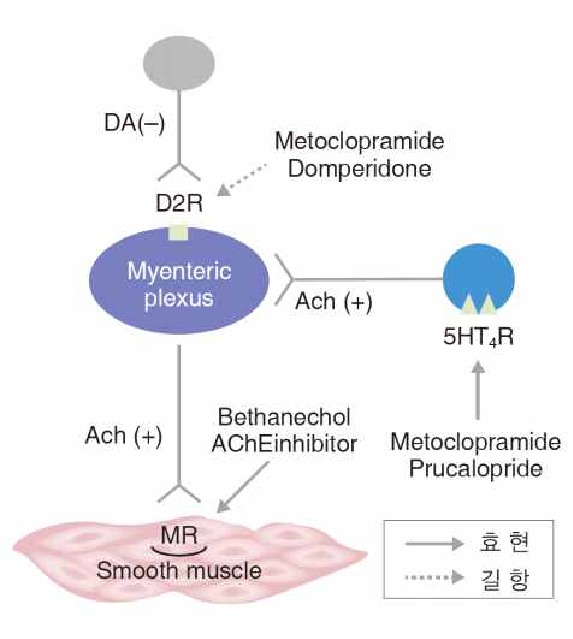 DA(–)
Metoclopramide
Domperidone
D2R
Myenteric
plexus
Ach (+)
5HT₄R
Ach (+)
Bethanechol
AChEinhibitor
Metoclopramide
Prucalopride
MR
Smooth muscle
효현
길항